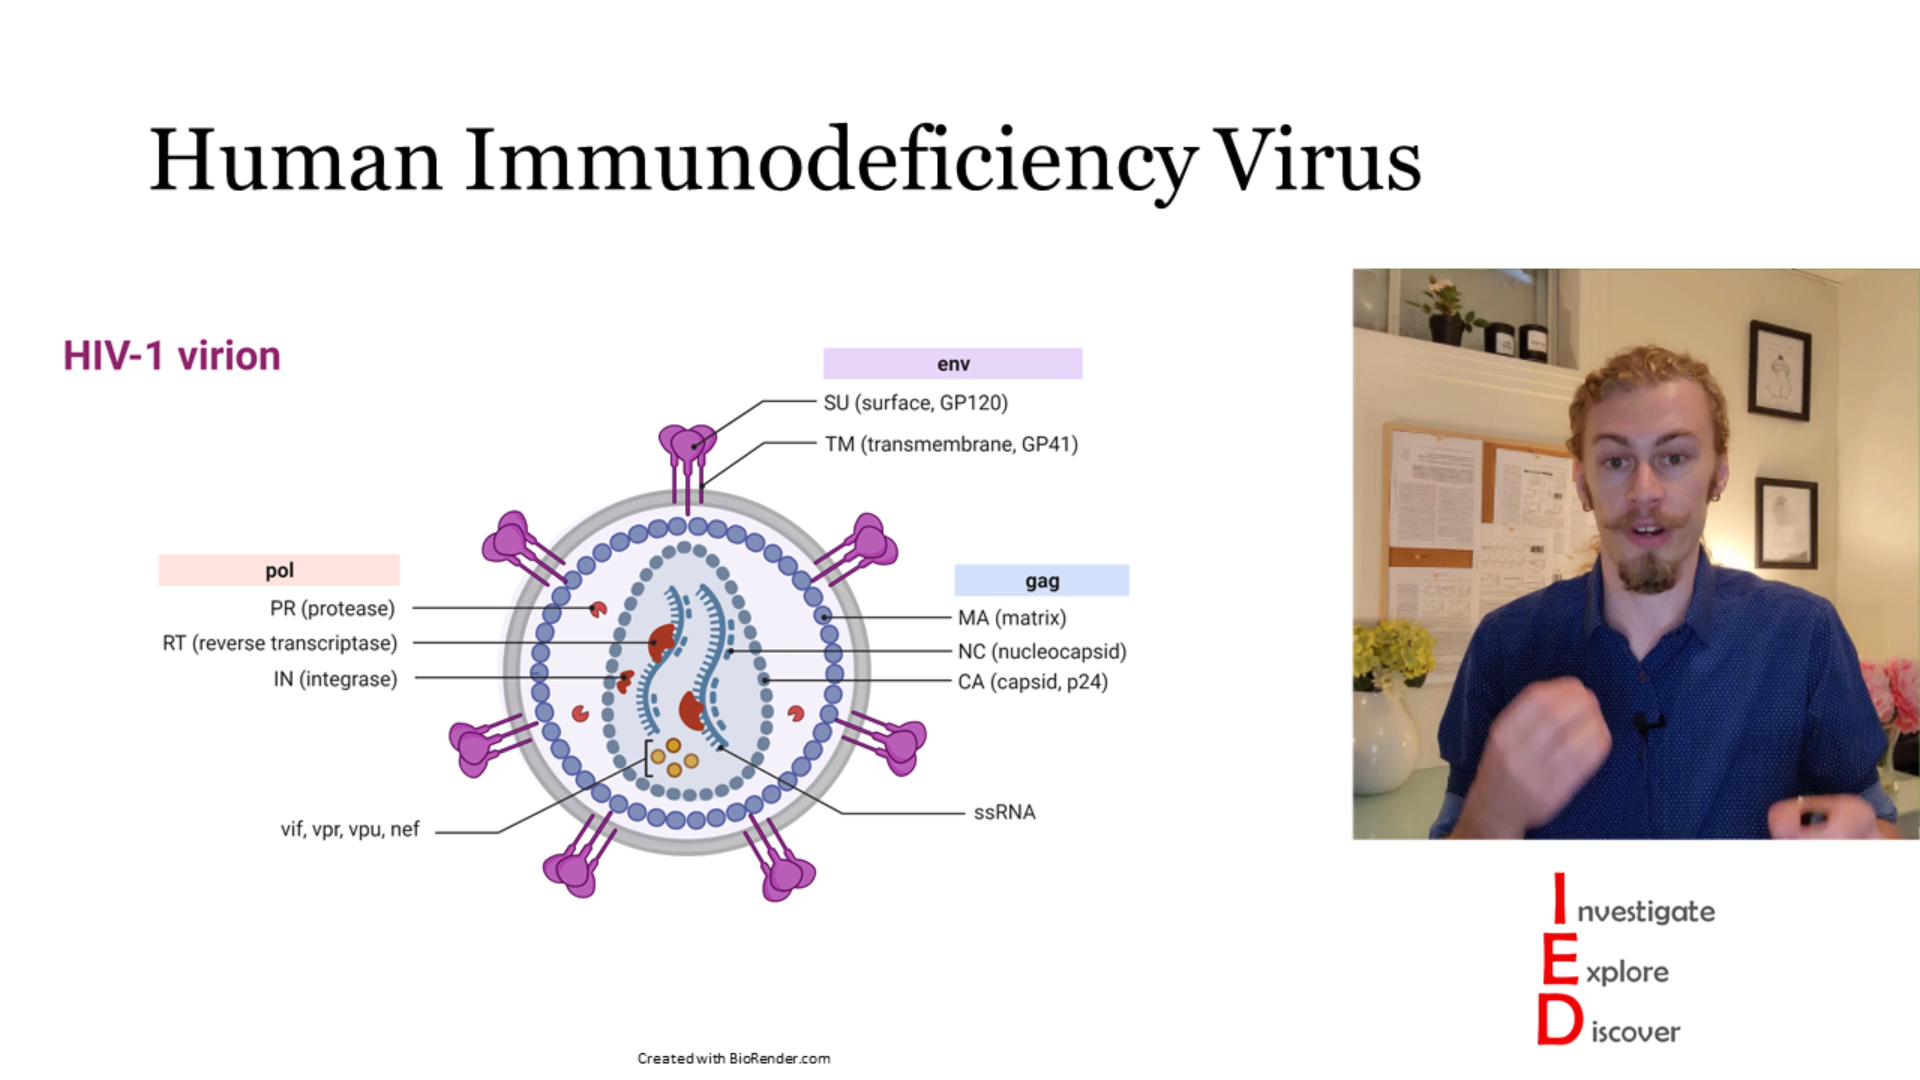 Human Immunodeficiency Virus
HIV-1 virion
env
SU (surface, GP120)
TM (transmembrane, GP41)
pol
PR (protease)
RT (reverse transcriptase)
IN (integrase)
gag
MA (matrix)
NC (nucleocapsid)
CA (capsid, p24)
vif, vpr, vpu, nef
ssRNA
Investigate
Explore
Discover
Created with BioRender.com